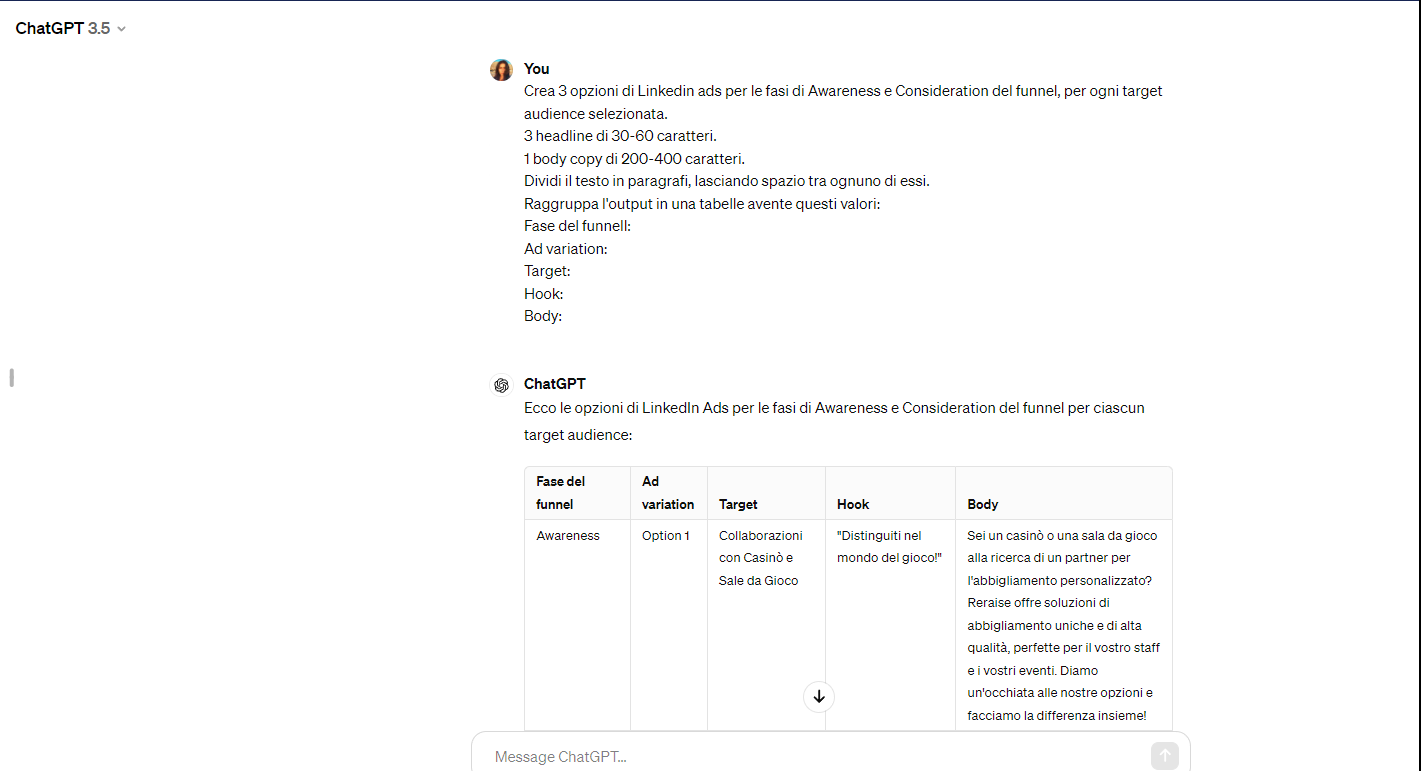 ChatGPT 3.5
You
Crea 3 opzioni di Linkedin ads per le fasi di Awareness e Consideration del funnel, per ogni target
audience selezionata.
3 headline di 30-60 caratteri.
1 body copy di 200-400 caratteri.
Dividi il testo in paragrafi, lasciando spazio tra ognuno di essi.
Raggruppa l'output in una tabelle avente questi valori:
Fase del funnell:
Ad variation:
Target:
Hook:
Body:
ChatGPT
Ecco le opzioni di LinkedIn Ads per le fasi di Awareness e Consideration del funnel per ciascun
target audience:
Fase del
funnel
Ad
variation
Target
Hook
Body
Awareness
Option 1
Collaborazioni
con Casinò e
Sale da Gioco
"Distinguiti nel
mondo del gioco!"
Sei un casinò o una sala da gioco
alla ricerca di un partner per
l'abbigliamento personalizzato?
Reraise offre soluzioni di
abbigliamento uniche e di alta
qualità, perfette per il vostro staff
e i vostri eventi. Diamo
un'occhiata alle nostre opzioni e
facciamo la differenza insieme!
Message ChatGPT...